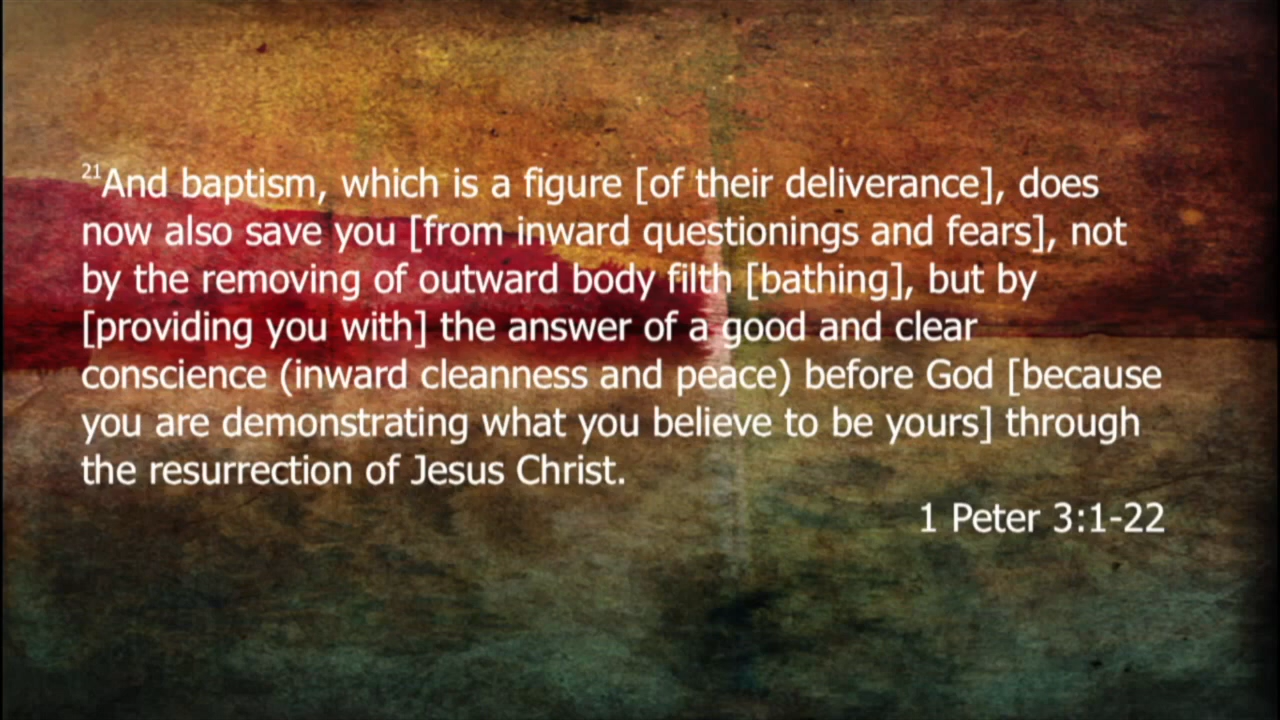 21And baptism, which is a figure [of their deliverance], does
now also save you [from inward questionings and fears], not
by the removing of outward body filth [bathing], but by
[providing you with] the answer of a good and clear
conscience (inward cleanness and peace) before God [because
you are demonstrating what you believe to be yours] through
the resurrection of Jesus Christ.
1 Peter 3:1-22